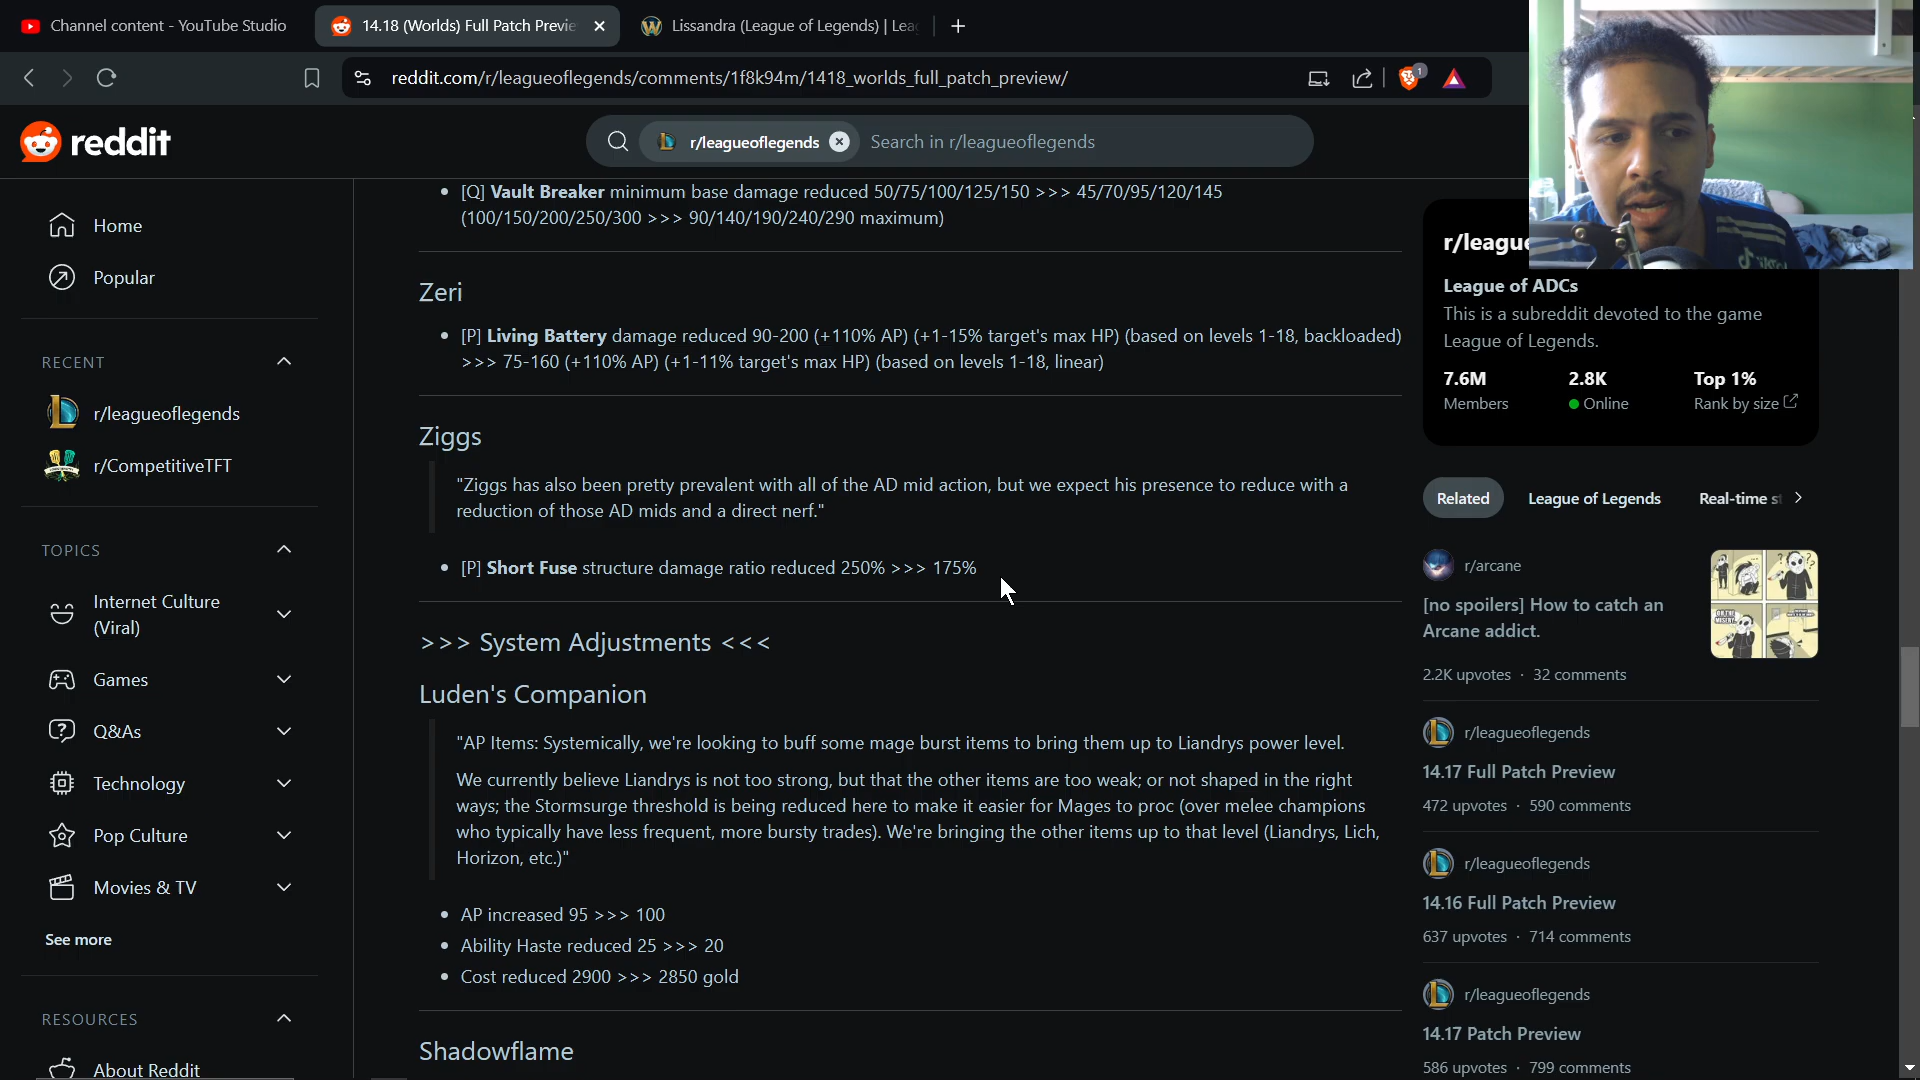 Channel content - YouTube Studio
14.18 (Worlds) Full Patch Previe
Lissandra (League of Legends) | Lea
reddit.com/r/leagueoflegends/comments/1f8k94m/1418_worlds_full_patch_preview/
1
reddit
r/leagueoflegends
Search in r/leagueoflegends
Home
Popular
RECENT
r/leagueoflegends
r/CompetitiveTFT
TOPICS
Internet Culture
(Viral)
Games
Q&As
Technology
Pop Culture
Movies & TV
See more
RESOURCES
About Reddit
• [Q] Vault Breaker minimum base damage reduced 50/75/100/125/150 >>> 45/70/95/120/145
(100/150/200/250/300 >>> 90/140/190/240/290 maximum)
Zeri
• [P] Living Battery damage reduced 90-200 (+110% AP) (+1-15% target's max HP) (based on levels 1-18, backloaded)
>>> 75-160 (+110% AP) (+1-11% target's max HP) (based on levels 1-18, linear)
Ziggs
"Ziggs has also been pretty prevalent with all of the AD mid action, but we expect his presence to reduce with a
reduction of those AD mids and a direct nerf."
• [P] Short Fuse structure damage ratio reduced 250% >>> 175%
>>> System Adjustments <<<
Luden's Companion
"AP Items: Systemically, we're looking to buff some mage burst items to bring them up to Liandrys power level.
We currently believe Liandrys is not too strong, but that the other items are too weak; or not shaped in the right
ways; the Stormsurge threshold is being reduced here to make it easier for Mages to proc (over melee champions
who typically have less frequent, more bursty trades). We're bringing the other items up to that level (Liandrys, Lich,
Horizon, etc.)"
• AP increased 95 >>> 100
• Ability Haste reduced 25 >>> 20
• Cost reduced 2900 >>> 2850 gold
Shadowflame
r/leagu
League of ADCs
This is a subreddit devoted to the game
League of Legends.
7.6M
2.8K
Top 1%
Members
Online
Rank by size
Related
League of Legends
Real-time st
r/arcane
[no spoilers] How to catch an
Arcane addict.
2.2K upvotes · 32 comments
r/leagueoflegends
14.17 Full Patch Preview
472 upvotes · 590 comments
r/leagueoflegends
14.16 Full Patch Preview
637 upvotes · 714 comments
r/leagueoflegends
14.17 Patch Preview
586 upvotes · 799 comments